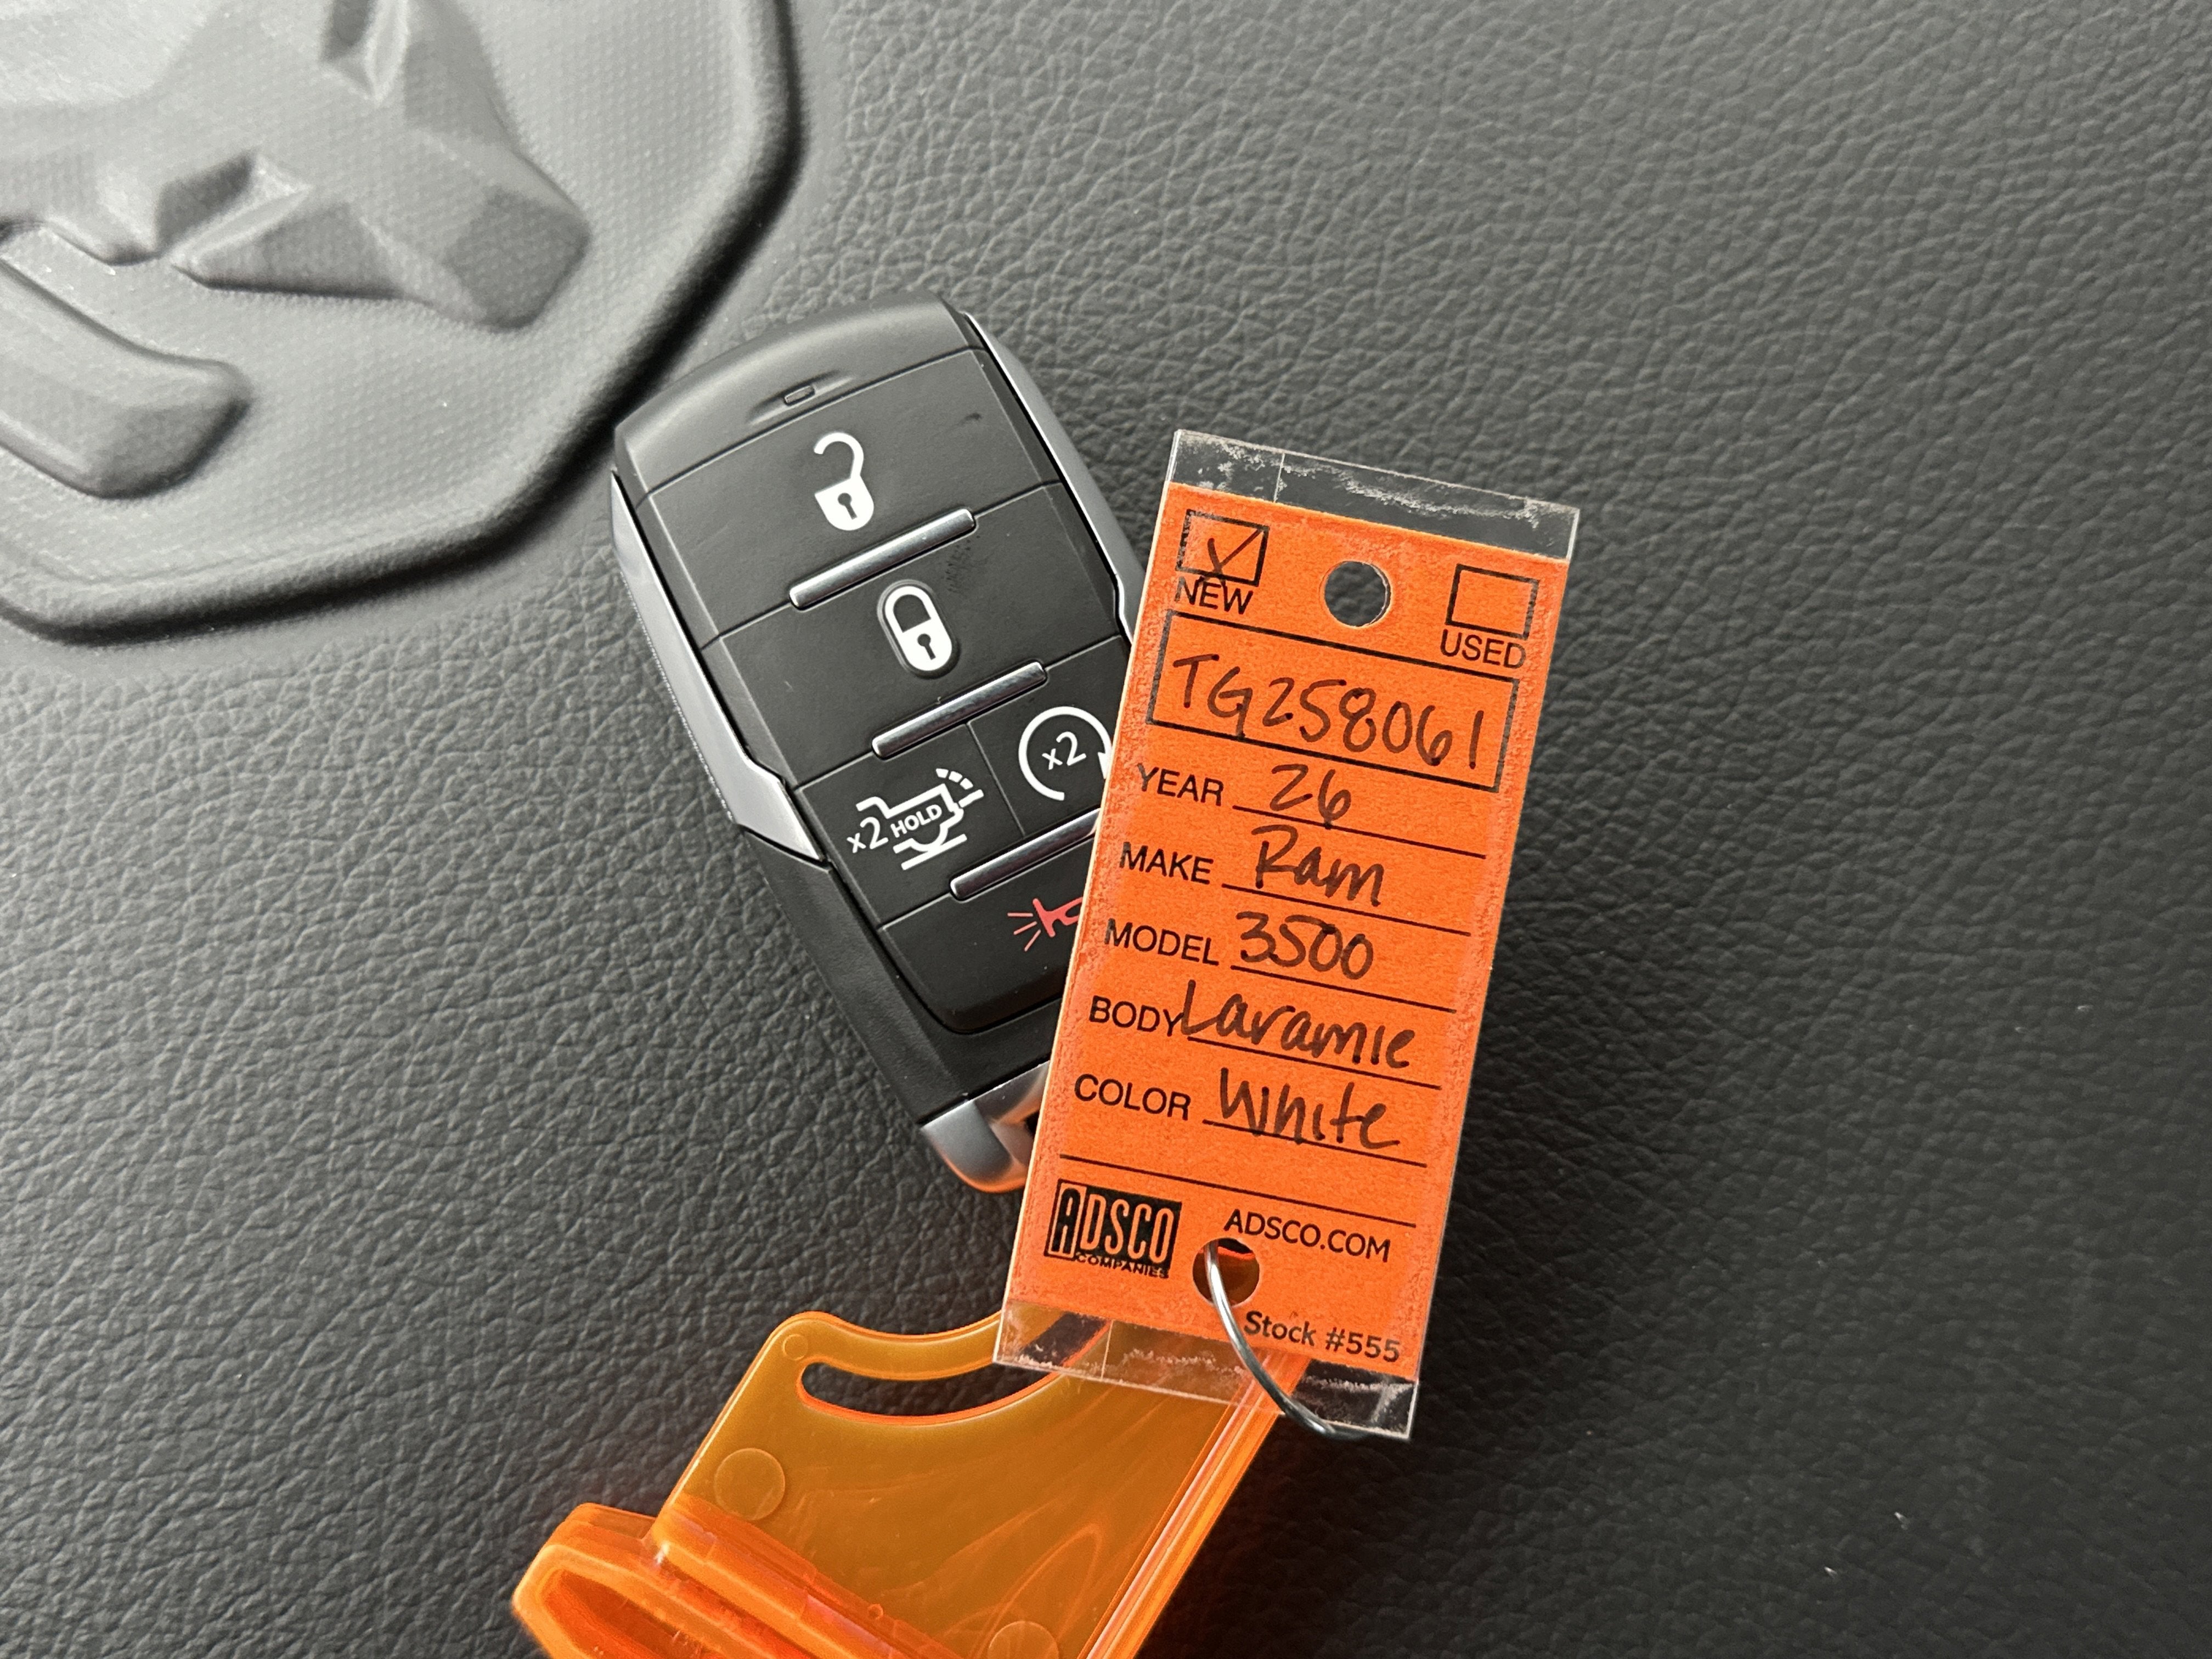 x2
x2 HOLD
NEW
USED
TG258061
YEAR 26
MAKE Ram
MODEL 3500
BODY Laramie
COLOR White
ADSCO
COMPANIES
ADSCO.COM
Stock #555